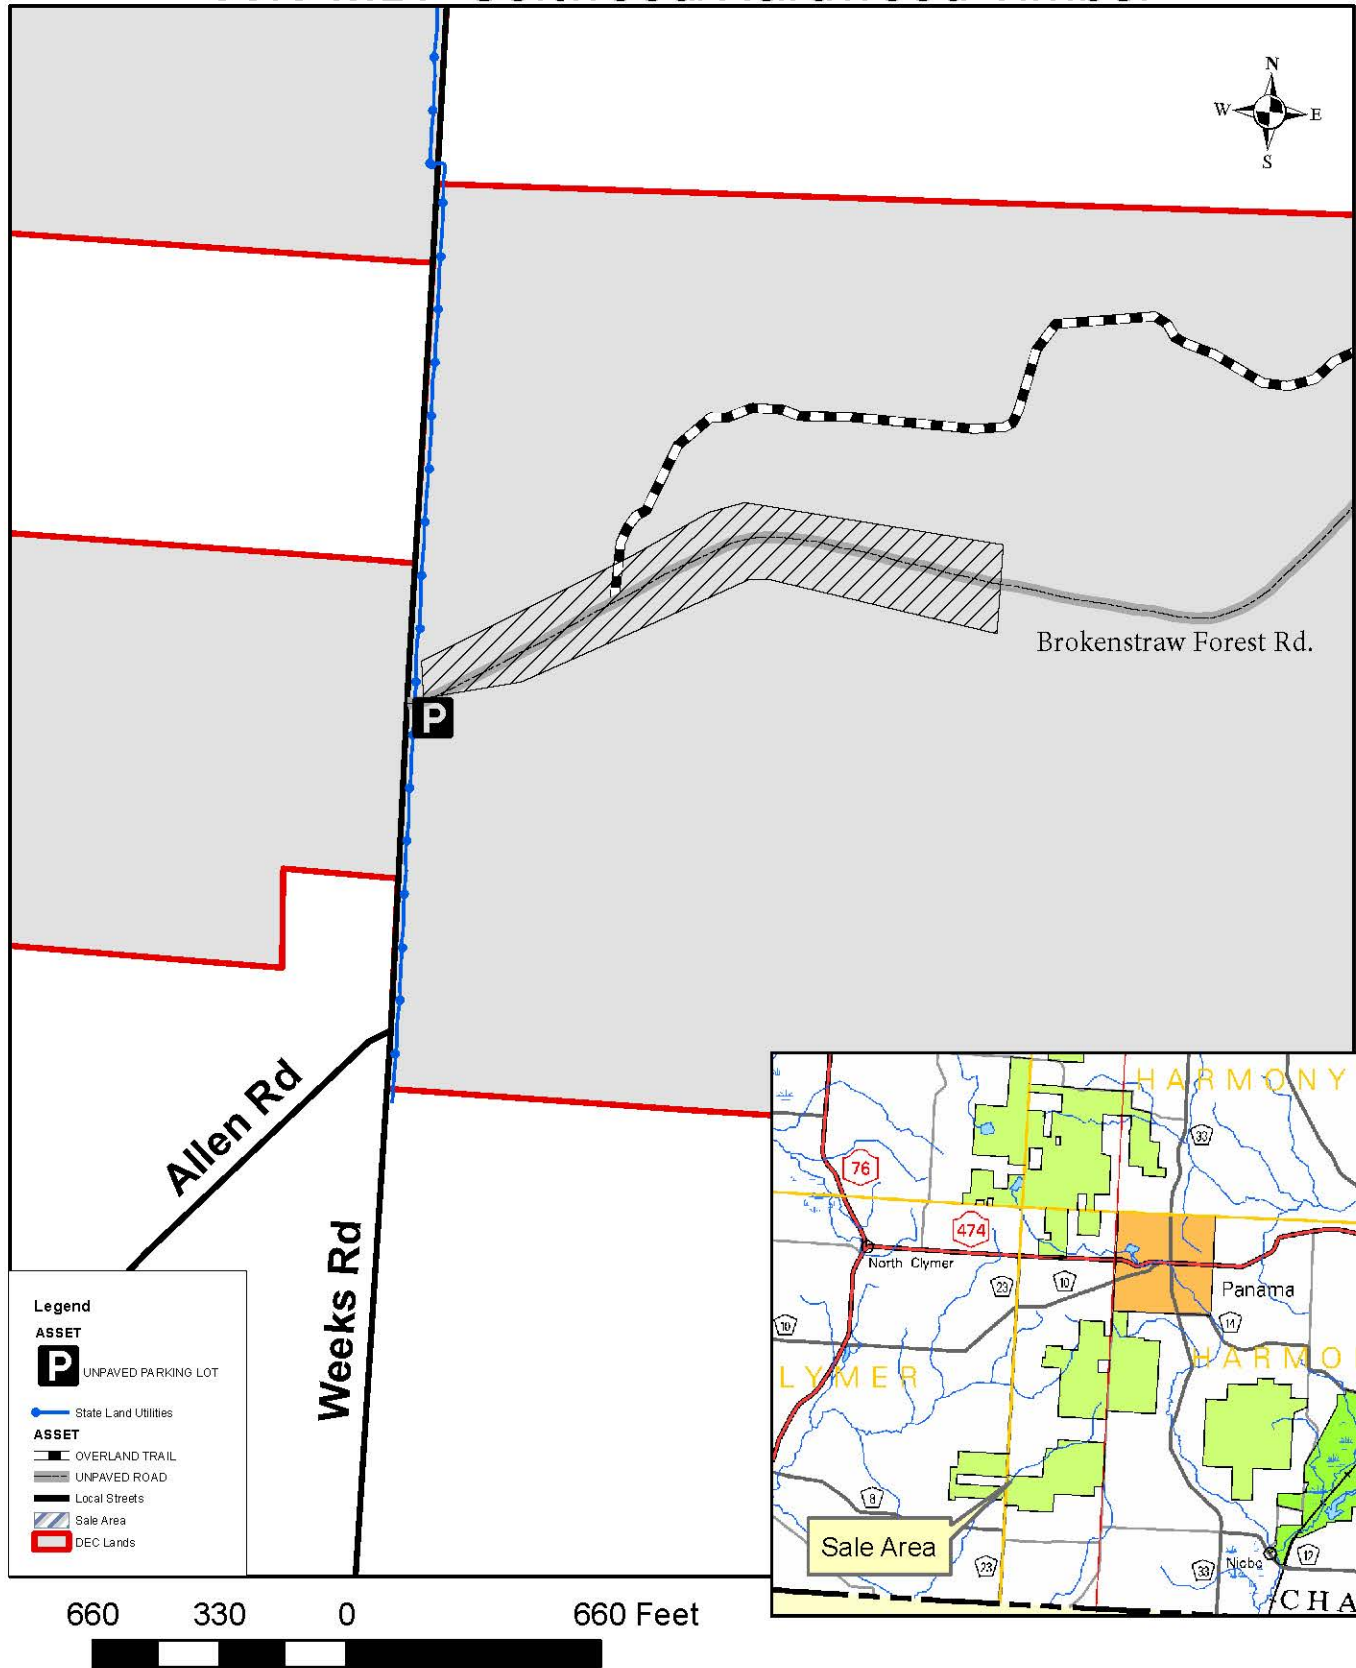 N
W E
S
Brokenstraw Forest Rd.
P
Allen Rd
Weeks Rd
Legend
ASSET
P UNPAVED PARKING LOT
State Land Utilities
ASSET
OVERLAND TRAIL
UNPAVED ROAD
Local Streets
Sale Area
DEC Lands
HARMONY
33
76
474
North Clymer
23
10
Panama
10
14
LYMER
HARMO
8
Sale Area
23
33
Niobe
12
CHA
660 330 0 660 Feet